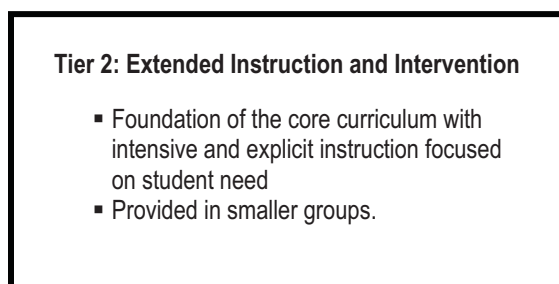 Tier 2: Extended Instruction and Intervention
▪ Foundation of the core curriculum with
intensive and explicit instruction focused
on student need
▪ Provided in smaller groups.